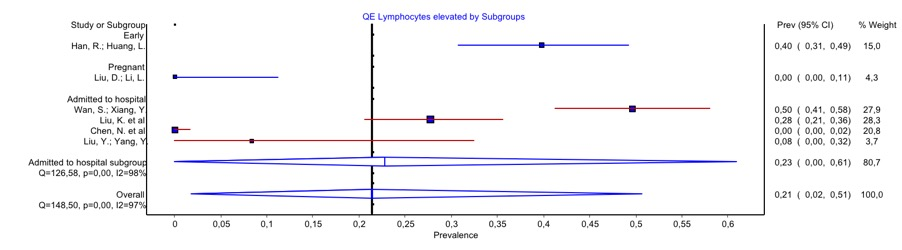 QE Lymphocytes elevated by Subgroups
Study or Subgroup Prev (95% CI) % Weight
Early
Han, R.; Huang, L. 0,40 ( 0,31, 0,49) 15,0
Pregnant
Liu, D.; Li, L. 0,00 ( 0,00, 0,11) 4,3
Admitted to hospital
Wan, S.; Xiang, Y. 0,50 ( 0,41, 0,58) 27,9
Liu, K. et al 0,28 ( 0,21, 0,36) 28,3
Chen, N. et al 0,00 ( 0,00, 0,02) 20,8
Liu, Y.; Yang, Y. 0,08 ( 0,00, 0,32) 3,7
Admitted to hospital subgroup 0,23 ( 0,00, 0,61) 80,7
Q=126,58, p=0,00, I2=98%
Overall 0,21 ( 0,02, 0,51) 100,0
Q=148,50, p=0,00, I2=97%
0 0,05 0,1 0,15 0,2 0,25 0,3 0,35 0,4 0,45 0,5 0,55 0,6
Prevalence